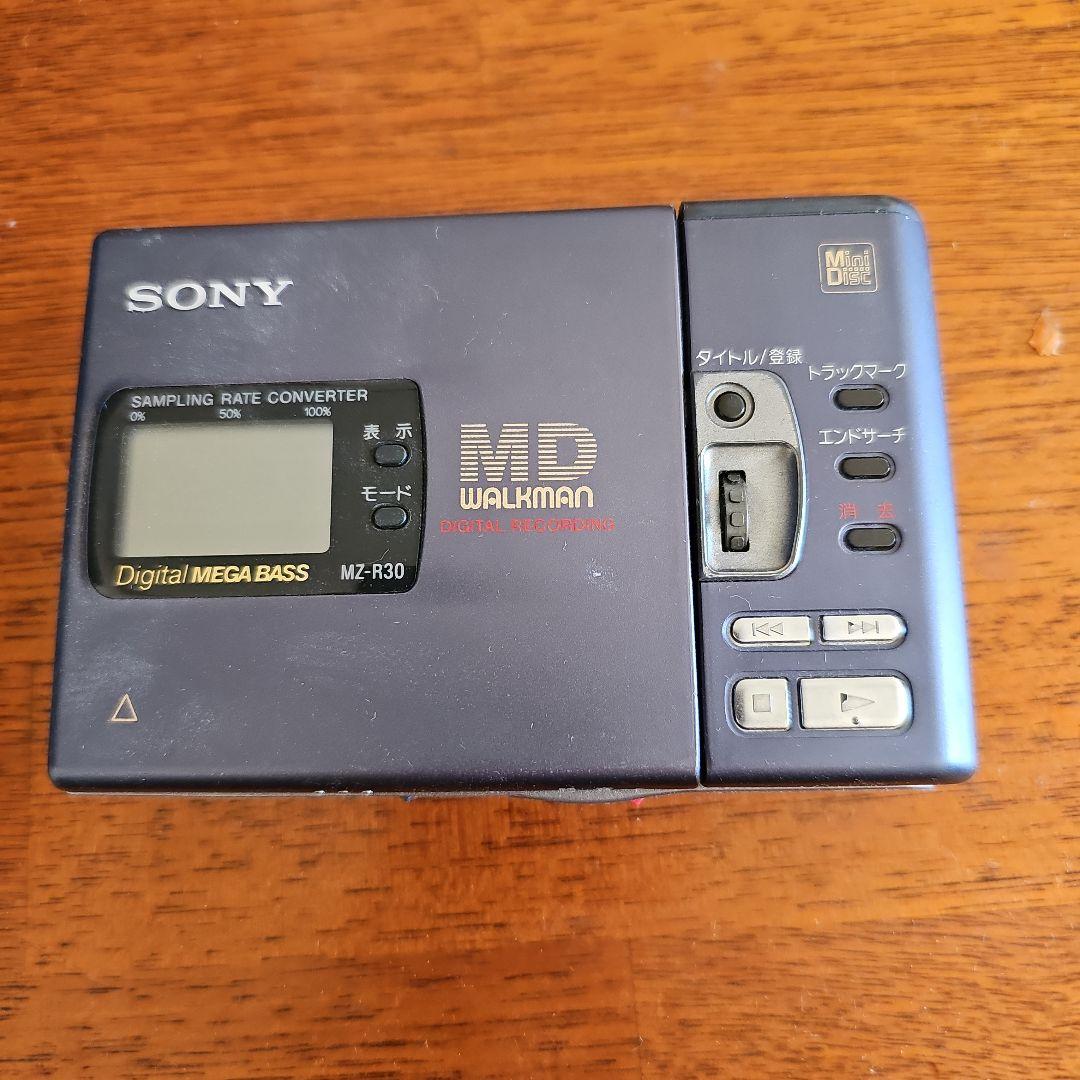 SONY
Mini
Disc
SAMPLING RATE CONVERTER
0% 50% 100%
表示
モード
Digital MEGA BASS MZ-R30
MD
WALKMAN
DIGITAL RECORDING
タイトル/登録
トラックマーク
エンドサーチ
消去